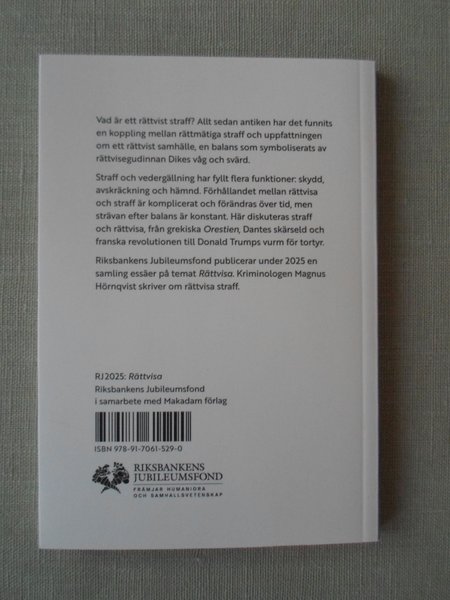 Vad är ett rättvist straff? Allt sedan antiken har det funnits
en koppling mellan rättmätiga straff och uppfattningen
om ett rättvist samhälle, en balans som symboliserats av
rättvisegudinnan Dikes våg och svärd.
Straff och vedergällning har fyllt flera funktioner: skydd,
avskräckning och hämnd. Förhållandet mellan rättvisa
och straff är komplicerat och förändras över tid, men
strävan efter balans är konstant. Här diskuteras straff
och rättvisa, från grekiska Orestien, Dantes skärseld och
franska revolutionen till Donald Trumps vurm för tortyr.
Riksbankens Jubileumsfond publicerar under 2025 en
samling essäer på temat Rättvisa. Kriminologen Magnus
Hörnqvist skriver om rättvisa straff.
RJ2025: Rättvisa
Riksbankens Jubileumsfond
i samarbete med Makadam förlag
ISBN 978-91-7061-529-0
RIKSBANKENS
JUBILEUMSFOND
FRÄMJAR HUMANIORA
OCH SAMHÄLLSVETENSKAP